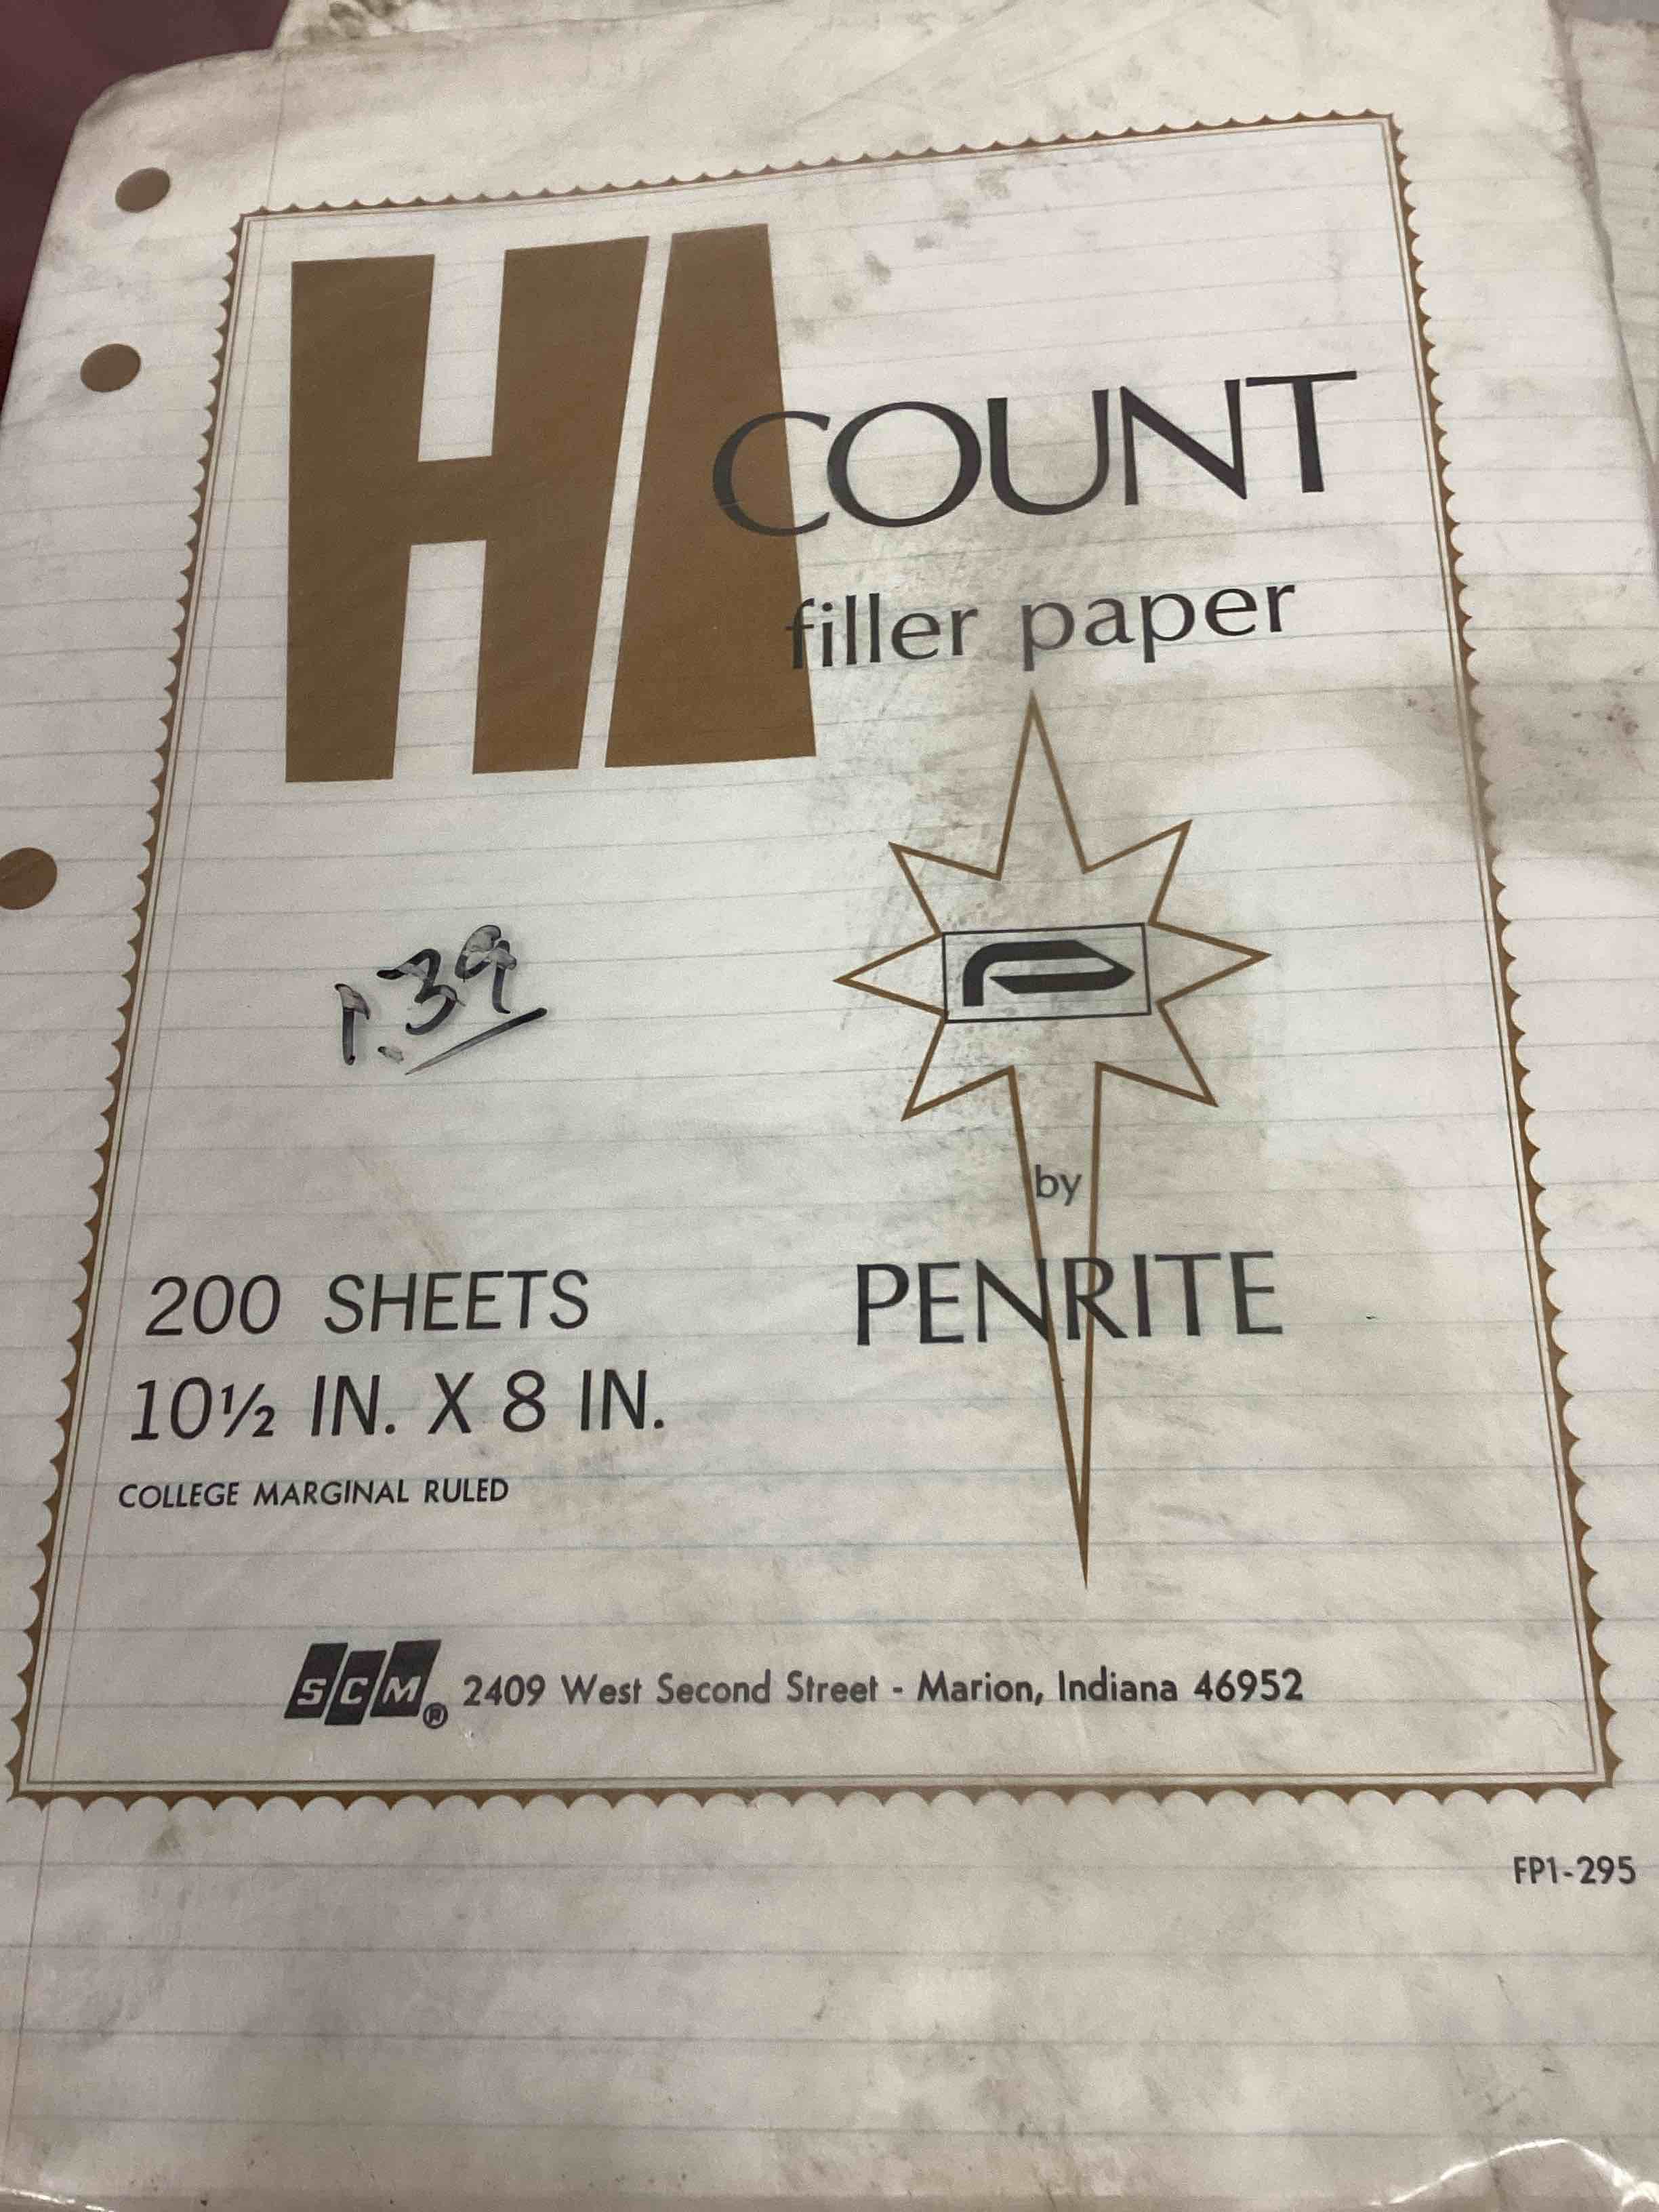 HI
COUNT
filler paper
1.39
P
by
PENRITE
200 SHEETS
10½ IN. X 8 IN.
COLLEGE MARGINAL RULED
SCM® 2409 West Second Street - Marion, Indiana 46952
FP1-295